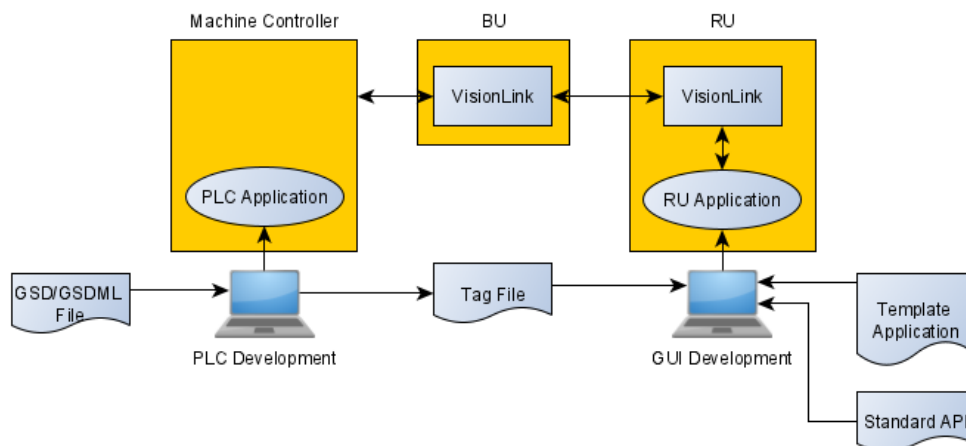 Machine Controller
BU
RU
VisionLink
VisionLink
PLC Application
RU Application
GSD/GSDML
File
Tag File
Template
Application
PLC Development
GUI Development
Standard API